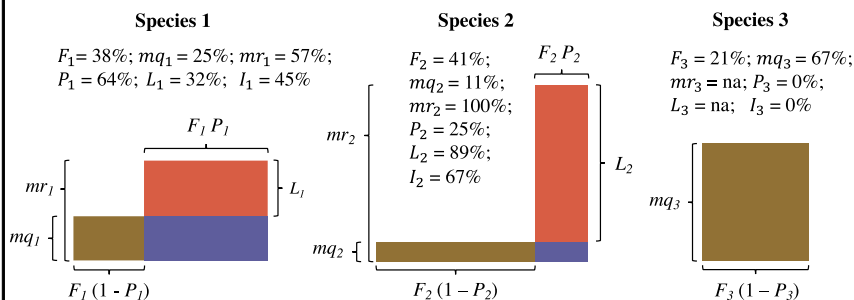 Species 1
F₁= 38%; mq₁ = 25%; mr₁ = 57%;
P₁ = 64%; L₁ = 32%; I₁ = 45%
F₁ P₁
mr₁
L₁
mq₁
F₁ (1 - P₁)
Species 2
F₂ = 41%;
mq₂ = 11%;
mr₂ = 100%;
P₂ = 25%;
L₂ = 89%;
I₂ = 67%
F₂ P₂
mr₂
L₂
mq₂
F₂ (1 – P₂)
Species 3
F₃ = 21%; mq₃ = 67%;
mr₃ = na; P₃ = 0%;
L₃ = na; I₃ = 0%
mq₃
F₃ (1 – P₃)